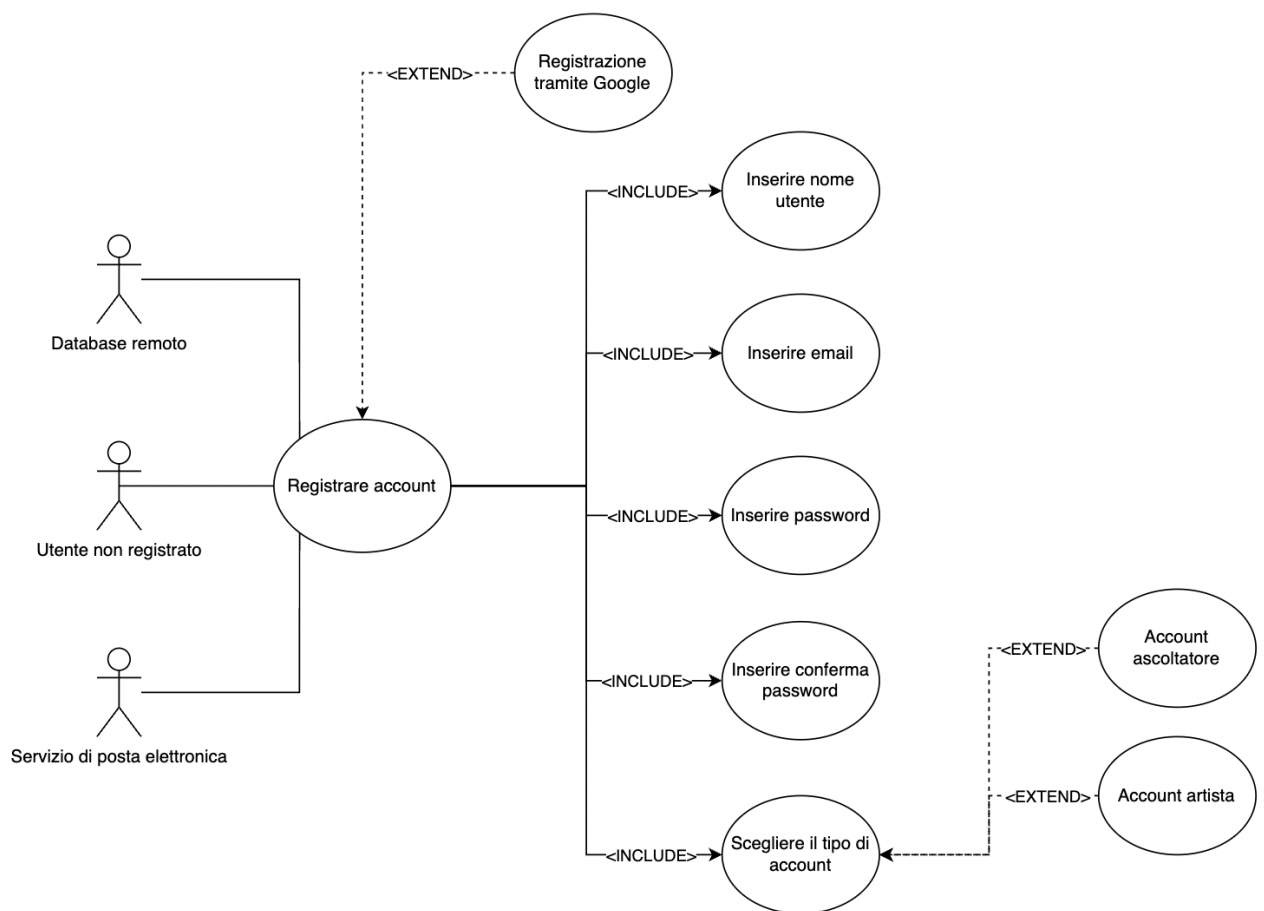 Registrazione
tramite Google
<EXTEND>
Inserire nome
utente
<INCLUDE>
Database remoto
Inserire email
<INCLUDE>
Registrare account
Inserire password
<INCLUDE>
Utente non registrato
Account
ascoltatore
<EXTEND>
Inserire conferma
password
<INCLUDE>
Servizio di posta elettronica
Account artista
<EXTEND>
Scegliere il tipo di
account
<INCLUDE>